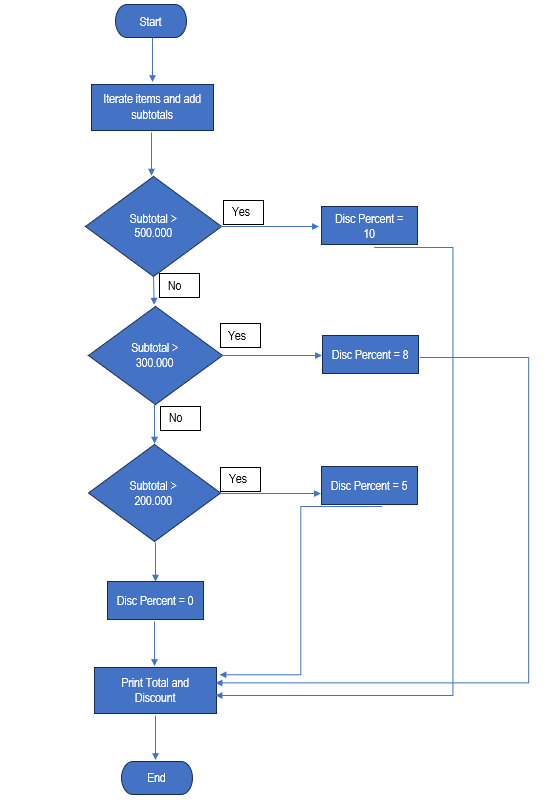 Start
Iterate items and add
subtotals
Subtotal >
500.000
Yes
Disc Percent =
10
No
Subtotal >
300.000
Yes
Disc Percent = 8
No
Subtotal >
200.000
Yes
Disc Percent = 5
Disc Percent = 0
Print Total and
Discount
End